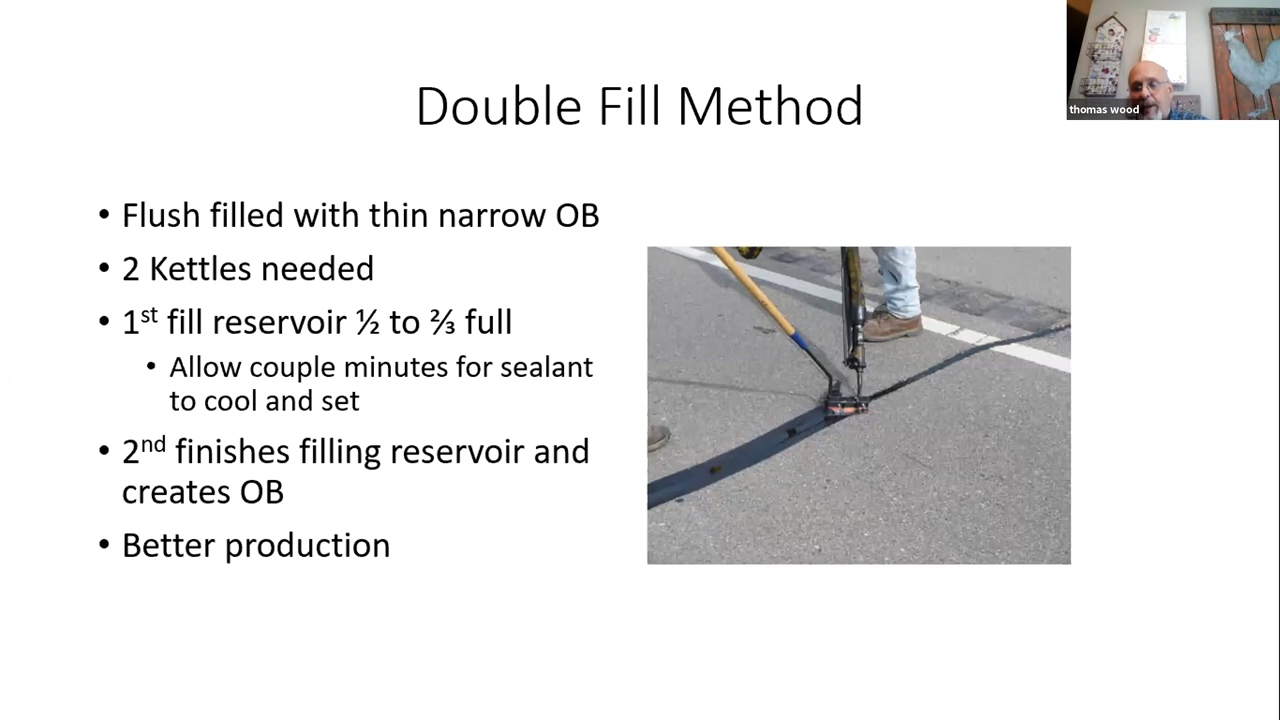 Double Fill Method
thomas wood
• Flush filled with thin narrow OB
• 2 Kettles needed
• 1st fill reservoir ½ to ⅔ full
• Allow couple minutes for sealant
to cool and set
• 2nd finishes filling reservoir and
creates OB
• Better production